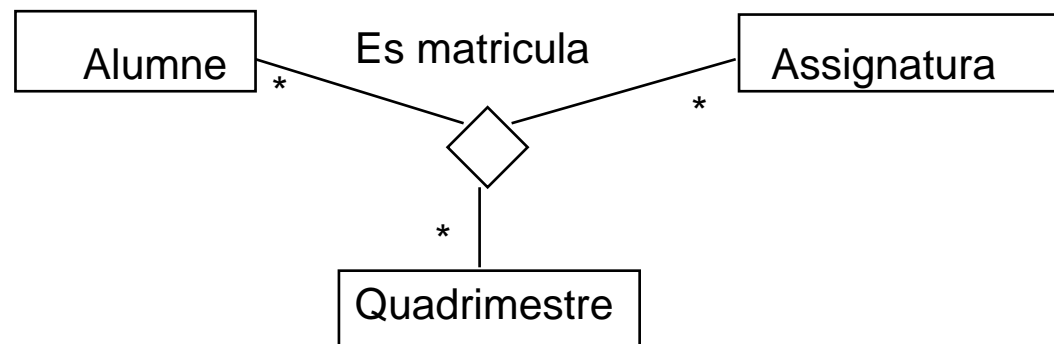 Alumne
Es matricula
Assignatura
*
*
*
Quadrimestre